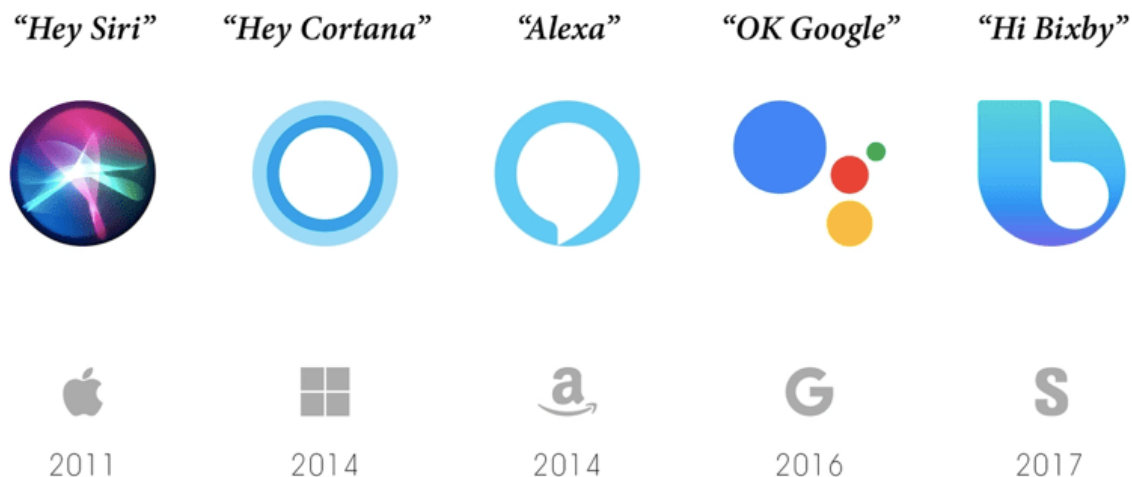 “Hey Siri” “Hey Cortana” “Alexa” “OK Google” “Hi Bixby”
a G S
2011 2014 2014 2016 2017